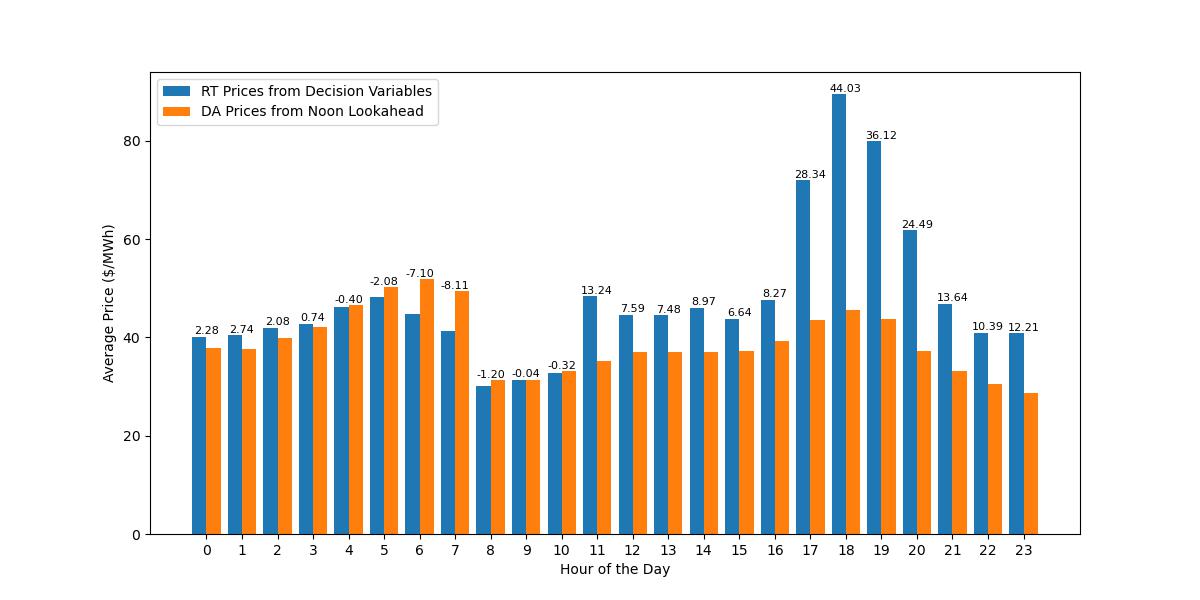 RT Prices from Decision Variables
DA Prices from Noon Lookahead
Average Price ($/MWh)
80
60
40
20
0
2.28 2.74 2.08 0.74 -0.40 -2.08 -7.10 -8.11 -1.20 -0.04 -0.32 13.24 7.59 7.48 8.97 6.64 8.27 28.34 44.03 36.12 24.49 13.64 10.39 12.21
0 1 2 3 4 5 6 7 8 9 10 11 12 13 14 15 16 17 18 19 20 21 22 23
Hour of the Day